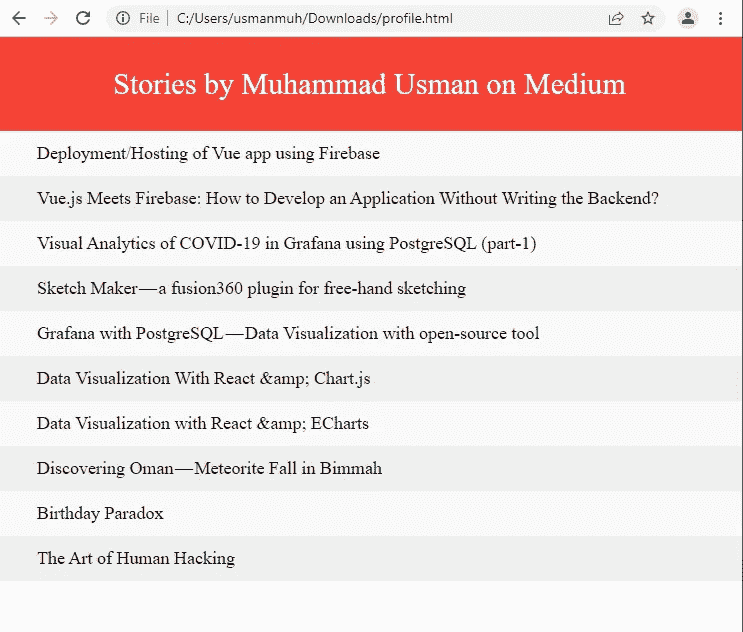 File | C:/Users/usmanmuh/Downloads/profile.html
Stories by Muhammad Usman on Medium
Deployment/Hosting of Vue app using Firebase
Vue.js Meets Firebase: How to Develop an Application Without Writing the Backend?
Visual Analytics of COVID-19 in Grafana using PostgreSQL (part-1)
Sketch Maker — a fusion360 plugin for free-hand sketching
Grafana with PostgreSQL — Data Visualization with open-source tool
Data Visualization With React &amp; Chart.js
Data Visualization with React &amp; ECharts
Discovering Oman — Meteorite Fall in Bimmah
Birthday Paradox
The Art of Human Hacking